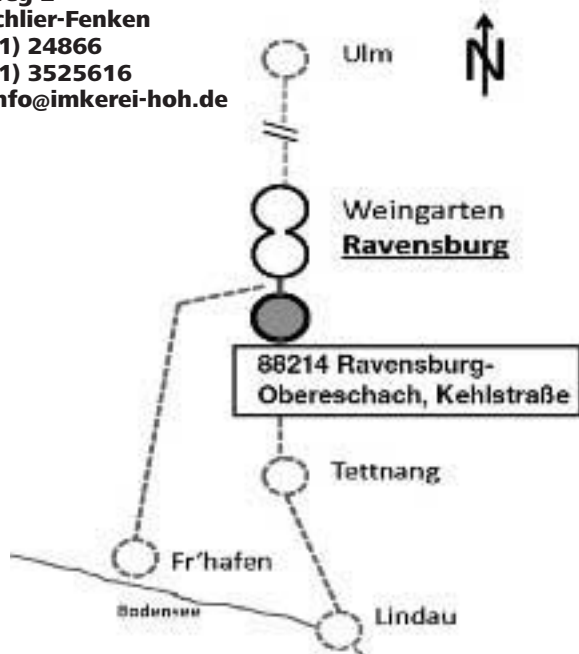 chlier-Fenken
1) 24866
1) 3525616
nfo@imkerei-hoh.de
Ulm
N
Weingarten
Ravensburg
88214 Ravensburg-
Obereschach, Kehlstraße
Tettnang
Fr'hafen
Bodensee
Lindau